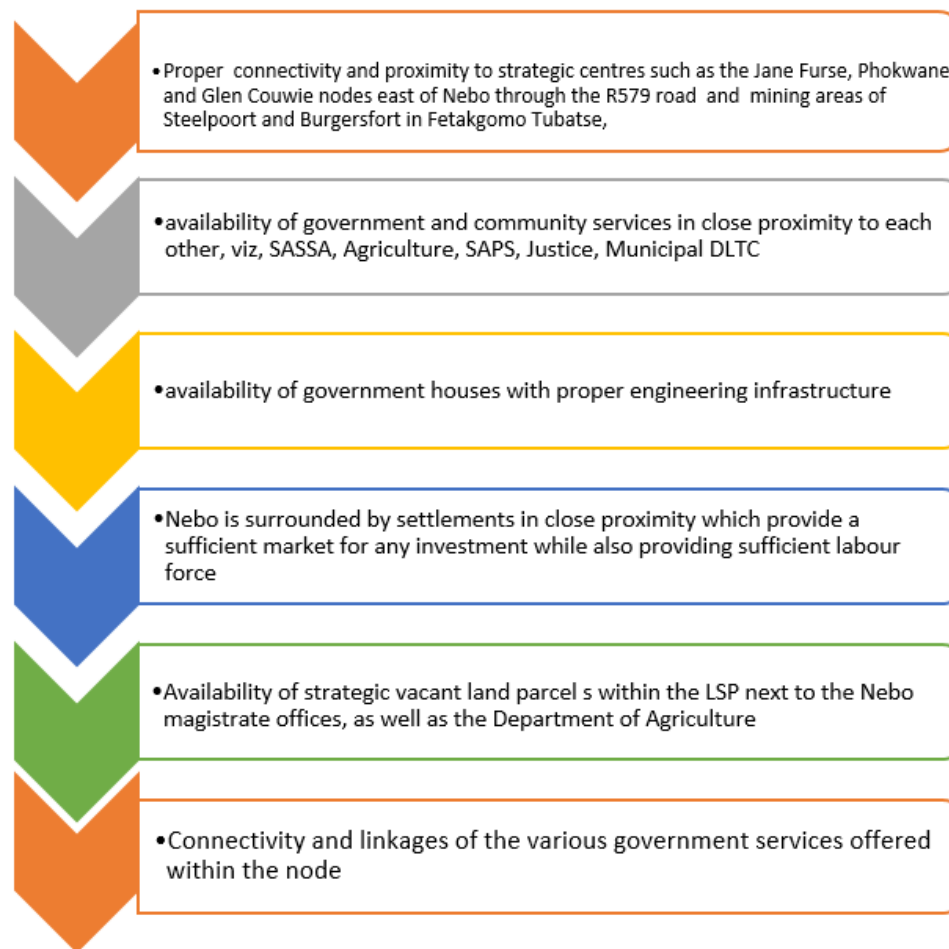 •Proper connectivity and proximity to strategic centres such as the Jane Furse, Phokwane
and Glen Couwie nodes east of Nebo through the R579 road and mining areas of
Steelpoort and Burgersfort in Fetakgomo Tubatse,
•availability of government and community services in close proximity to each
other, viz, SASSA, Agriculture, SAPS, Justice, Municipal DLTC
•availability of government houses with proper engineering infrastructure
•Nebo is surrounded by settlements in close proximity which provide a
sufficient market for any investment while also providing sufficient labour
force
•Availability of strategic vacant land parcel s within the LSP next to the Nebo
magistrate offices, as well as the Department of Agriculture
•Connectivity and linkages of the various government services offered
within the node